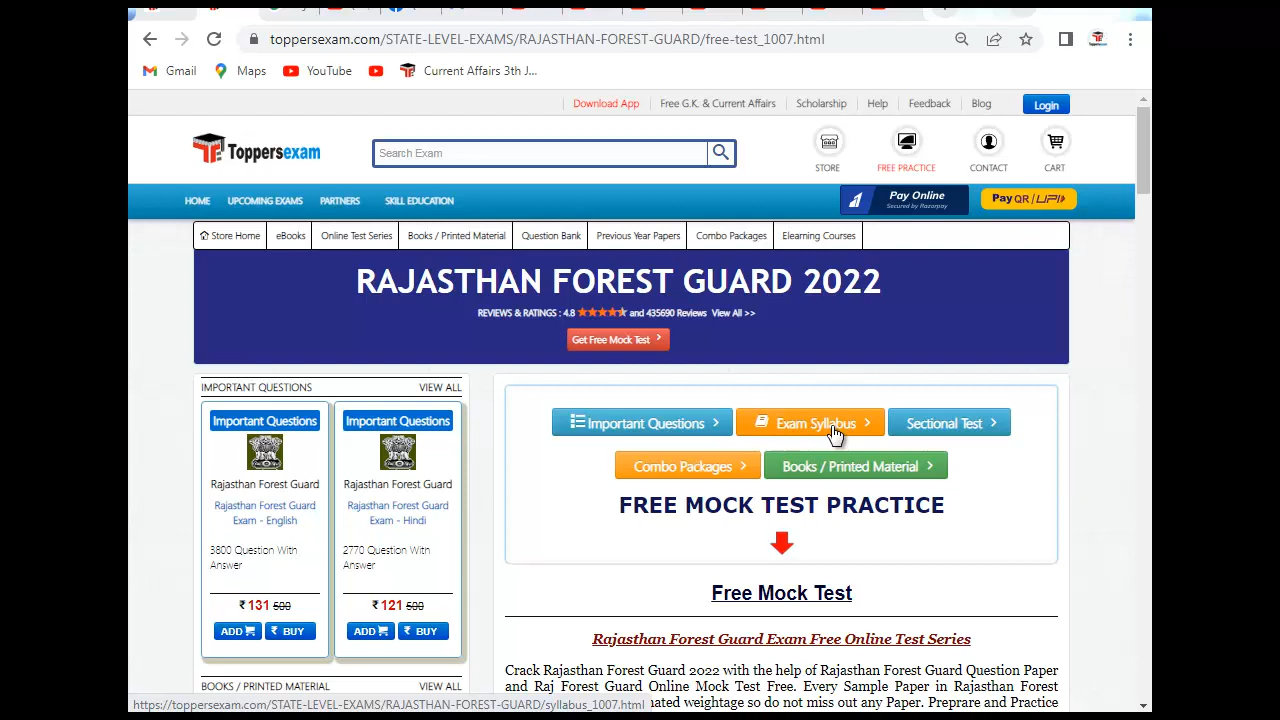 toppersexam.com/STATE-LEVEL-EXAMS/RAJASTHAN-FOREST-GUARD/free-test_1007.html
Gmail Maps YouTube Current Affairs 3th J...
Download App Free G.K. & Current Affairs Scholarship Help Feedback Blog Login
Toppersexam
Search Exam
STORE FREE PRACTICE CONTACT CART
HOME UPCOMING EXAMS PARTNERS SKILL EDUCATION
Pay Online
Secured by Razorpay
Pay QR/UPI
Store Home eBooks Online Test Series Books / Printed Material Question Bank Previous Year Papers Combo Packages Elearning Courses
RAJASTHAN FOREST GUARD 2022
REVIEWS & RATINGS : 4.8 and 435690 Reviews View All >>
Get Free Mock Test
IMPORTANT QUESTIONS VIEW ALL
Important Questions
Rajasthan Forest Guard
Rajasthan Forest Guard
Exam - English
3800 Question With
Answer
₹ 131 500
ADD ₹ BUY
Important Questions
Rajasthan Forest Guard
Rajasthan Forest Guard
Exam - Hindi
2770 Question With
Answer
₹ 121 500
ADD ₹ BUY
BOOKS / PRINTED MATERIAL VIEW ALL
Important Questions Exam Syllabus Sectional Test
Combo Packages Books / Printed Material
FREE MOCK TEST PRACTICE
Free Mock Test
Rajasthan Forest Guard Exam Free Online Test Series
Crack Rajasthan Forest Guard 2022 with the help of Rajasthan Forest Guard Question Paper
and Raj Forest Guard Online Mock Test Free. Every Sample Paper in Rajasthan Forest
nated weightage so do not miss out any Paper. Preprare and Practice
https://toppersexam.com/STATE-LEVEL-EXAMS/RAJASTHAN-FOREST-GUARD/syllabus_1007.html